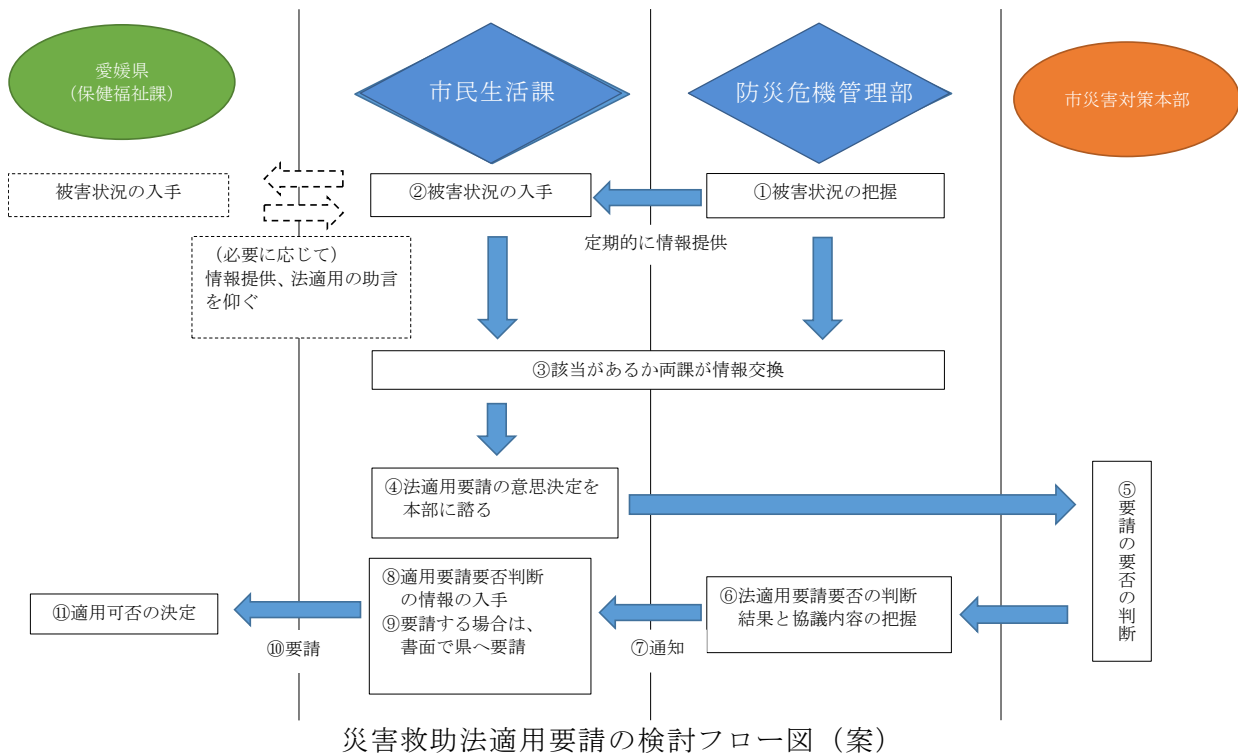 愛媛県
（保健福祉課）
市民生活課
防災危機管理部
市災害対策本部
被害状況の入手
②被害状況の入手
①被害状況の把握
定期的に情報提供
（必要に応じて）
情報提供、法適用の助言
を仰ぐ
③該当があるか両課が情報交換
④法適用要請の意思決定を
本部に諮る
⑤要請の要否の判断
⑥法適用要請要否の判断
結果と協議内容の把握
⑦通知
⑧適用要請要否判断
の情報の入手
⑨要請する場合は、
書面で県へ要請
⑩要請
⑪適用可否の決定
災害救助法適用要請の検討フロー図（案）